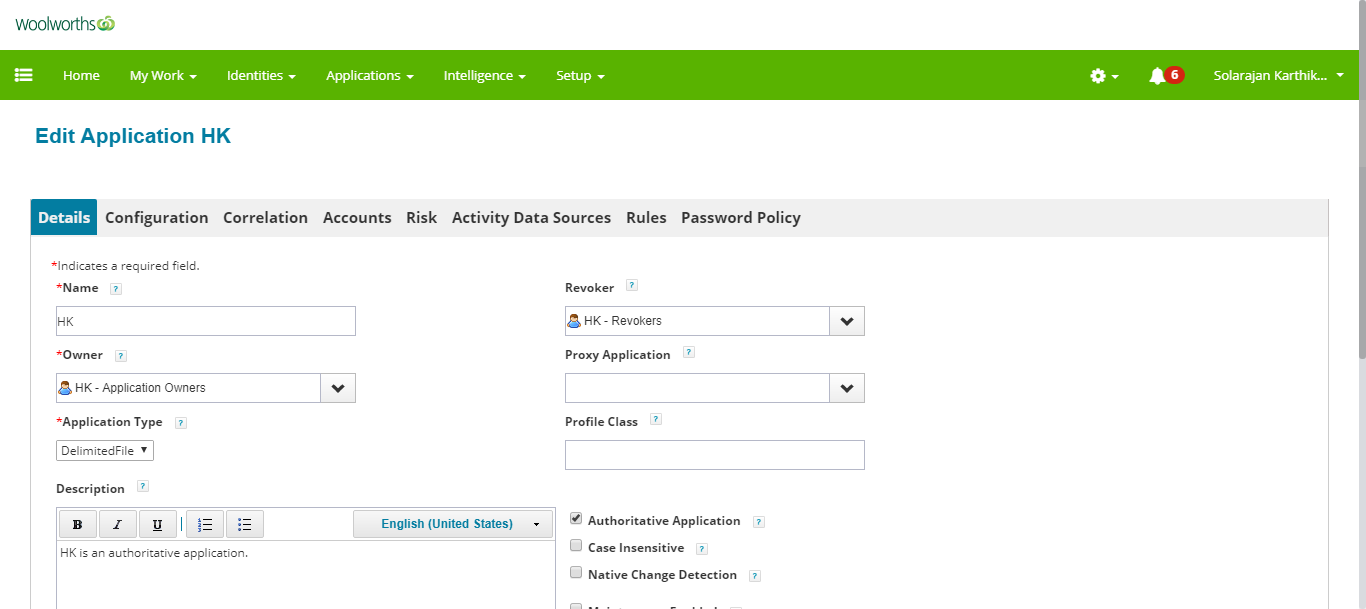 woolworths
Home My Work Identities Applications Intelligence Setup 6 Solarajan Karthik...
Edit Application HK
Details Configuration Correlation Accounts Risk Activity Data Sources Rules Password Policy
*Indicates a required field.
*Name ?
HK
Revoker ?
HK - Revokers
*Owner ?
HK - Application Owners
Proxy Application ?
*Application Type ?
DelimitedFile
Profile Class ?
Description ?
B I U English (United States)
HK is an authoritative application.
Authoritative Application ?
Case Insensitive ?
Native Change Detection ?